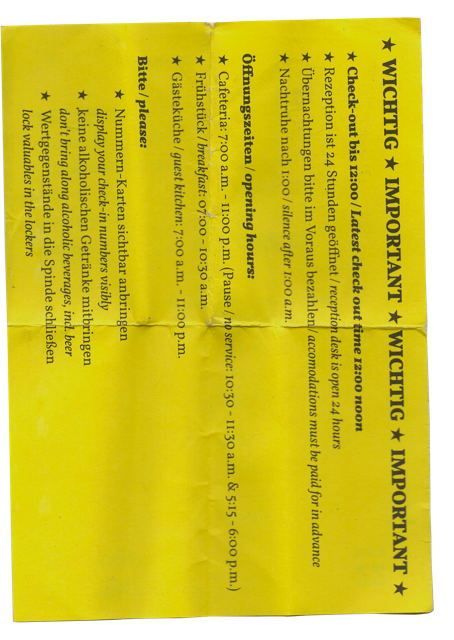 ★ WICHTIG ★ IMPORTANT ★ WICHTIG ★ IMPORTANT ★
★ Check-out bis 12:00 / Latest check out time 12:00 noon
★ Rezeption ist 24 Stunden geöffnet / reception desk is open 24 hours
★ Übernachtungen bitte im Voraus bezahlen / accomodations must be paid for in advance
★ Nachtruhe nach 1:00 / silence after 1:00 a.m.
Öffnungszeiten / opening hours:
★ Cafeteria: 7:00 a.m. - 11:00 p.m. (Pause / no service: 10:30 - 11:30 a.m. & 5:15 - 6:00 p.m.)
★ Frühstück / breakfast: 07:00 - 10:30 a.m.
★ Gästeküche / guest kitchen: 7:00 a.m. - 11:00 p.m.
Bitte / please:
★ Nummern-Karten sichtbar anbringen
display your check-in numbers visibly
★ keine alkoholischen Getränke mitbringen
don't bring along alcoholic beverages, incl. beer
★ Wertgegenstände in die Spinde schließen
lock valuables in the lockers